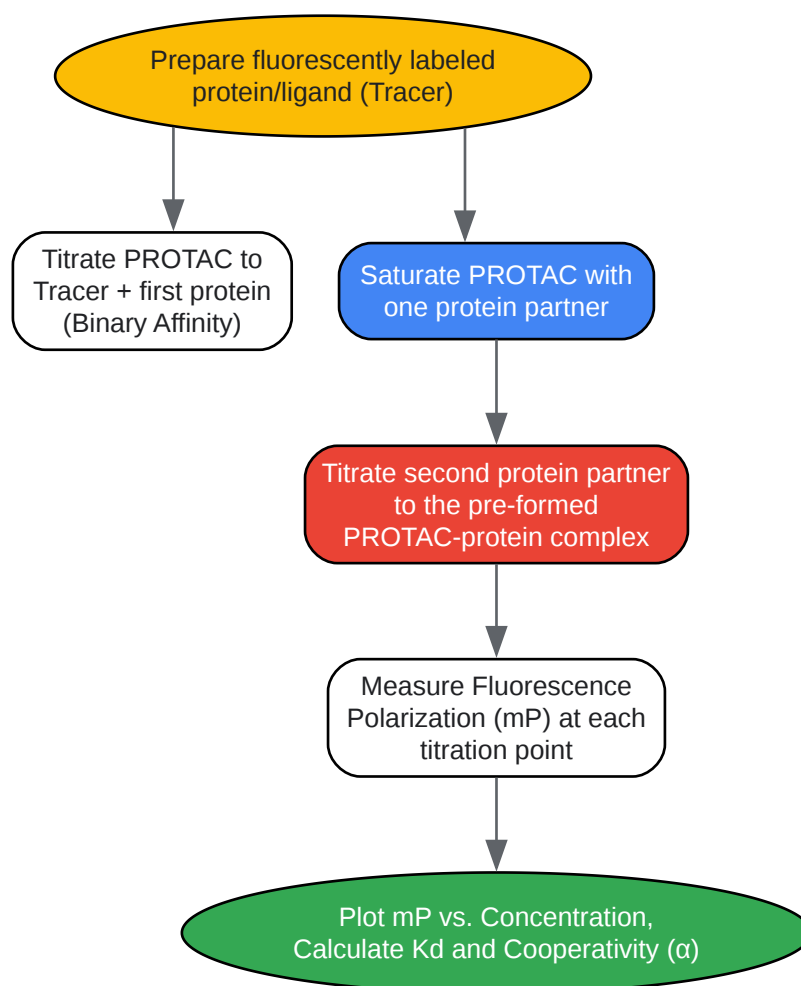 Prepare fluorescently labeled
protein/ligand (Tracer)
Titrate PROTAC to
Tracer + first protein
(Binary Affinity)
Saturate PROTAC with
one protein partner
Titrate second protein partner
to the pre-formed
PROTAC-protein complex
Measure Fluorescence
Polarization (mP) at each
titration point
Plot mP vs. Concentration,
Calculate Kd and Cooperativity (α)